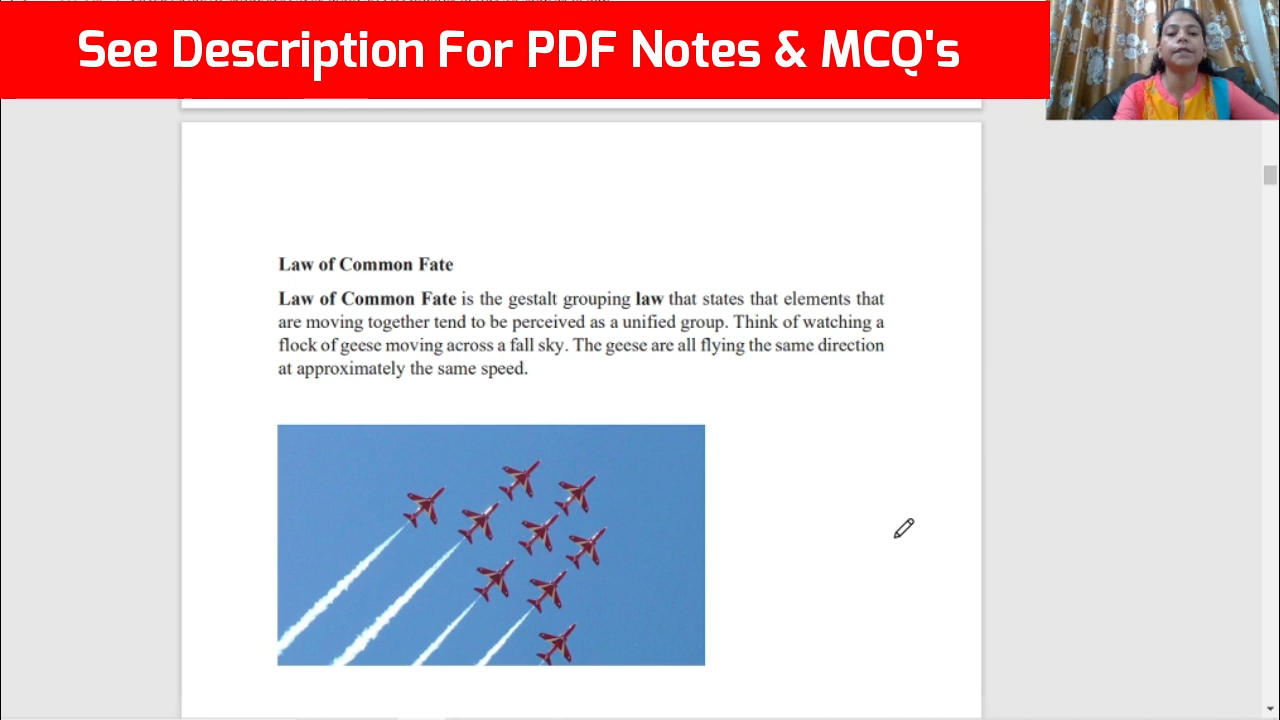 See Description For PDF Notes & MCQ's
Law of Common Fate
Law of Common Fate is the gestalt grouping law that states that elements that
are moving together tend to be perceived as a unified group. Think of watching a
flock of geese moving across a fall sky. The geese are all flying the same direction
at approximately the same speed.